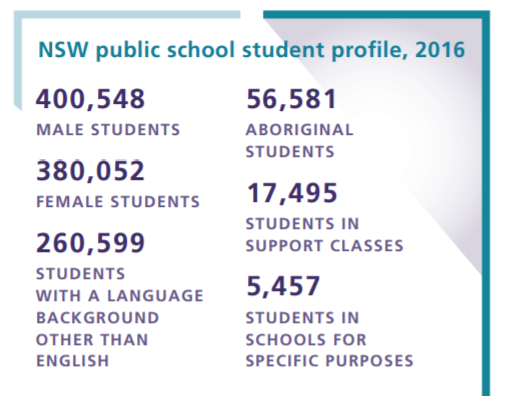 NSW public school student profile, 2016
400,548
MALE STUDENTS
380,052
FEMALE STUDENTS
260,599
STUDENTS
WITH A LANGUAGE
BACKGROUND
OTHER THAN
ENGLISH
56,581
ABORIGINAL
STUDENTS
17,495
STUDENTS IN
SUPPORT CLASSES
5,457
STUDENTS IN
SCHOOLS FOR
SPECIFIC PURPOSES